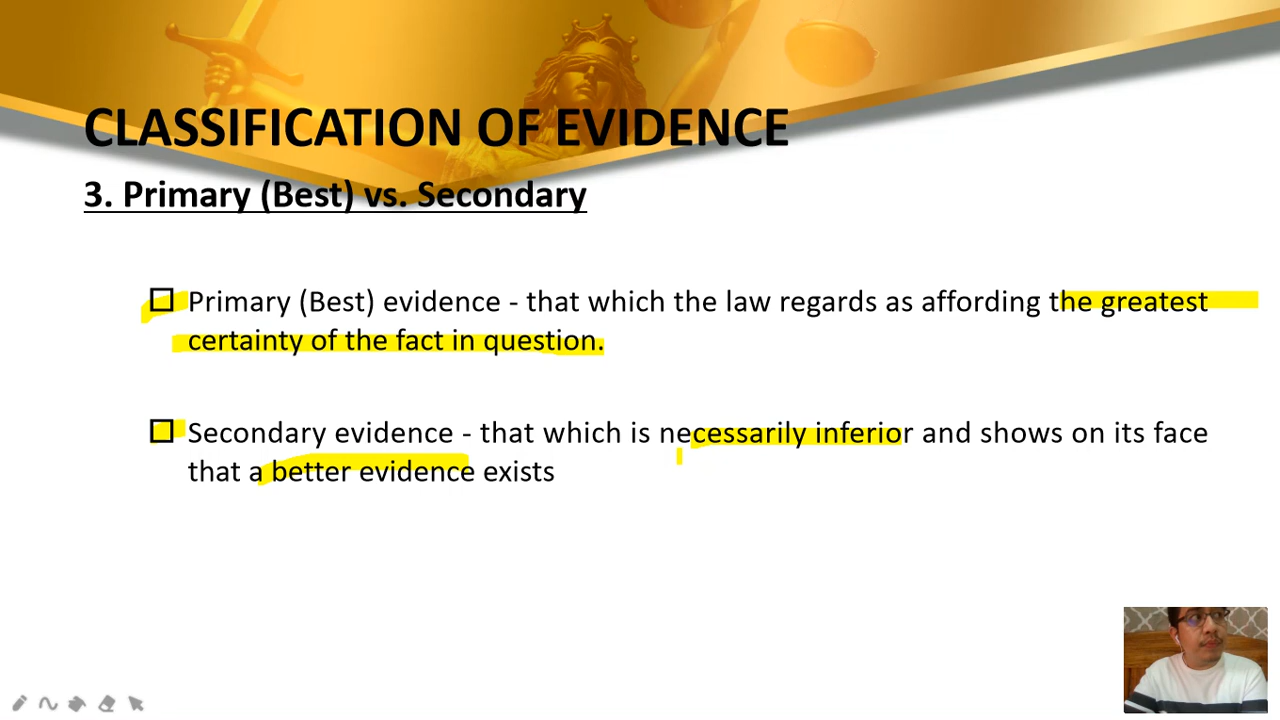 CLASSIFICATION OF EVIDENCE
3. Primary (Best) vs. Secondary
Primary (Best) evidence - that which the law regards as affording the greatest
certainty of the fact in question.
Secondary evidence - that which is necessarily inferior and shows on its face
that a better evidence exists